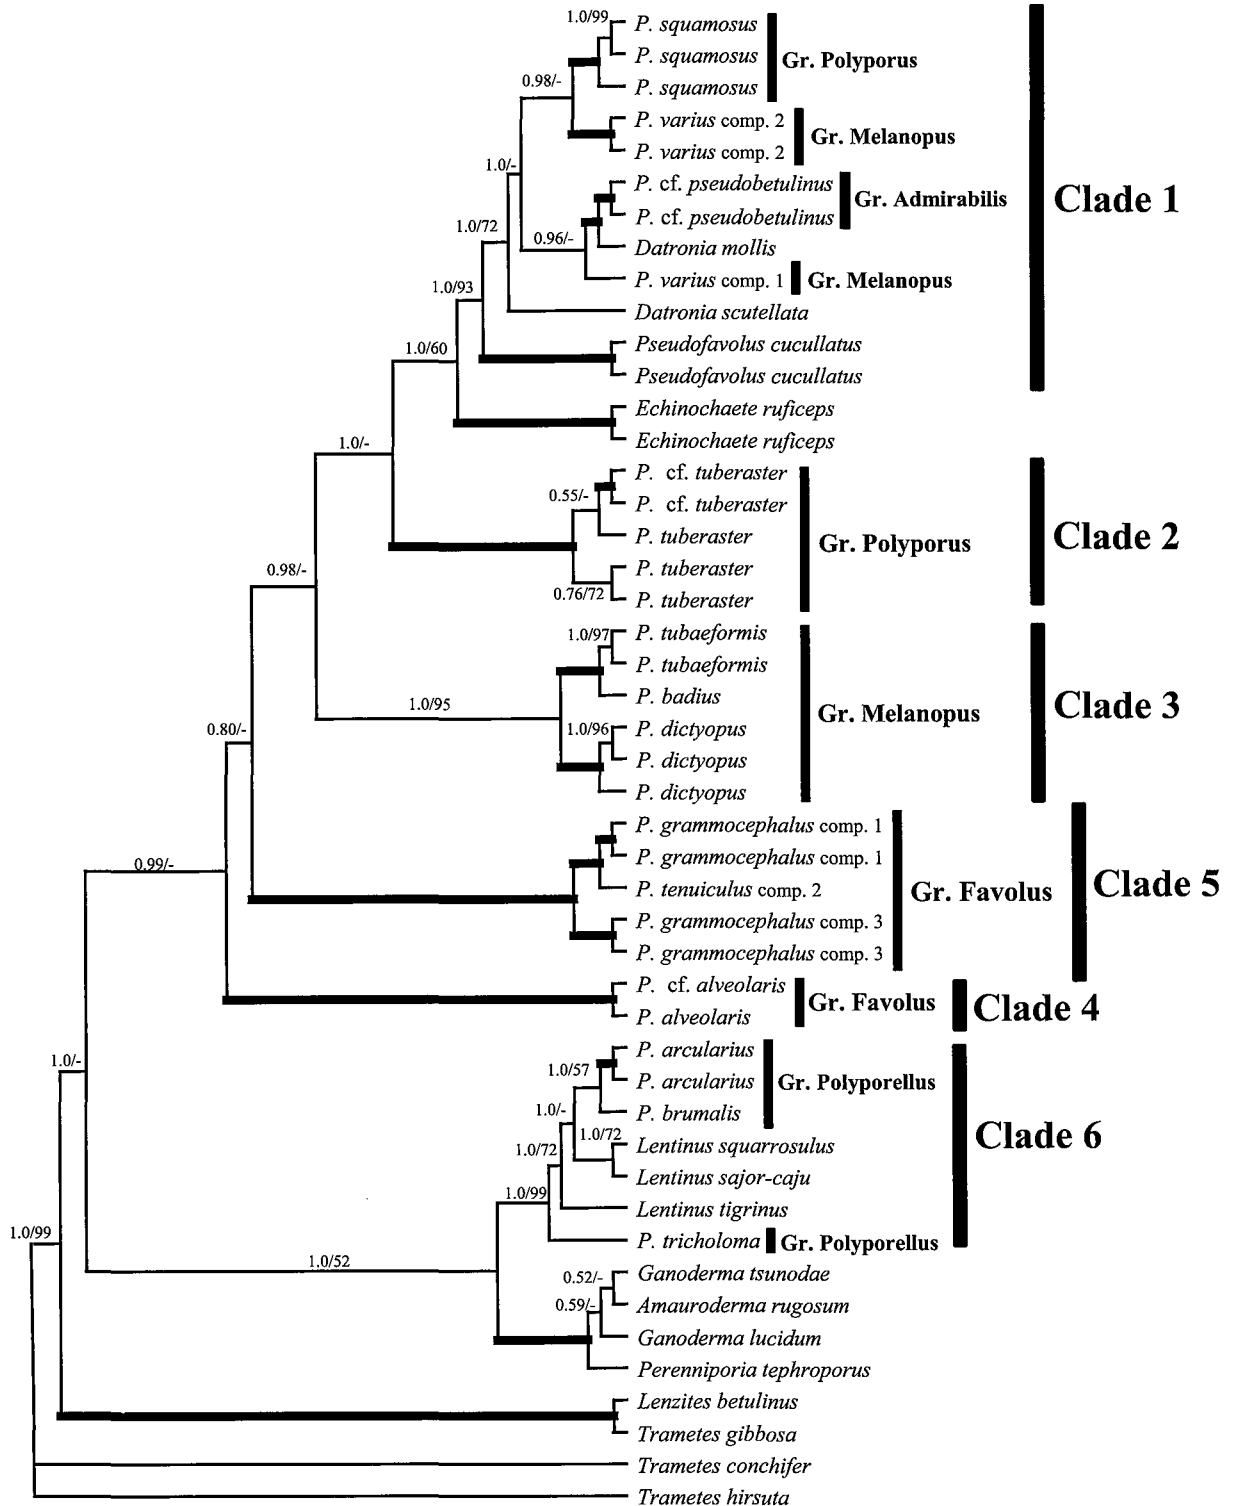 1.0/99
P. squamosus
P. squamosus
Gr. Polyporus
P. squamosus
0.98/-
P. varius comp. 2
Gr. Melanopus
P. varius comp. 2
1.0/-
P. cf. pseudobetulinus
Gr. Admirabilis
Clade 1
P. cf. pseudobetulinus
1.0/72
0.96/-
Datronia mollis
P. varius comp. 1
Gr. Melanopus
1.0/93
Datronia scutellata
Pseudofavolus cucullatus
1.0/60
Pseudofavolus cucullatus
Echinochaete ruficeps
1.0/-
Echinochaete ruficeps
P. cf. tuberaster
0.55/-
P. cf. tuberaster
P. tuberaster
Gr. Polyporus
Clade 2
P. tuberaster
0.98/-
0.76/72
P. tuberaster
1.0/97
P. tubaeformis
P. tubaeformis
P. badius
1.0/95
Gr. Melanopus
Clade 3
0.80/-
1.0/96
P. dictyopus
P. dictyopus
P. dictyopus
P. grammocephalus comp. 1
P. grammocephalus comp. 1
0.99/-
P. tenuiculus comp. 2
Gr. Favolus
Clade 5
P. grammocephalus comp. 3
P. grammocephalus comp. 3
P. cf. alveolaris
Gr. Favolus
Clade 4
P. alveolaris
P. arcularius
1.0/-
1.0/57
P. arcularius
Gr. Polyporellus
P. brumalis
1.0/-
1.0/72
Clade 6
Lentinus squarrosulus
1.0/72
Lentinus sajor-caju
1.0/99
Lentinus tigrinus
1.0/99
P. tricholoma
Gr. Polyporellus
1.0/52
0.52/-
Ganoderma tsunodae
0.59/-
Amauroderma rugosum
Ganoderma lucidum
Perenniporia tephroporus
Lenzites betulinus
Trametes gibbosa
Trametes conchifer
Trametes hirsuta